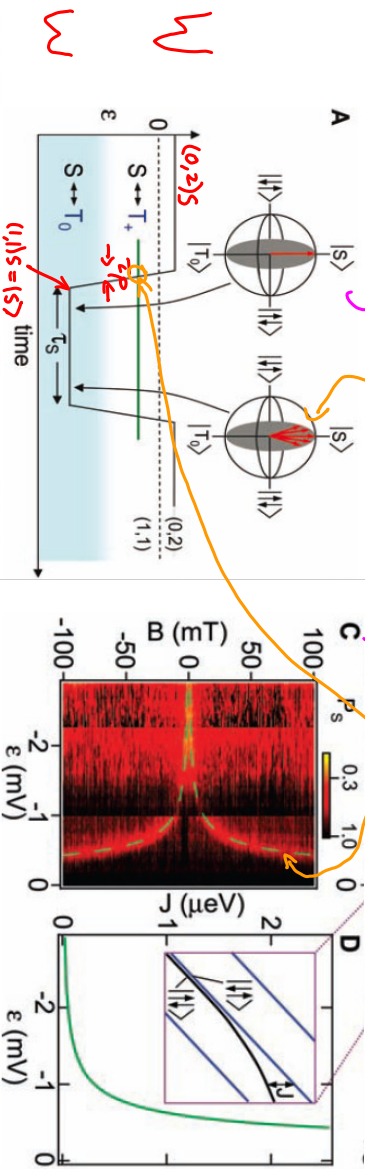 A
|S⟩
|↑↓⟩
|↓↑⟩
|T₀⟩
|S⟩
|↑↓⟩
|↓↑⟩
|T₀⟩
(0,2)S
0
ε
S ↔ T₊
S ↔ T₀
(0,2)
(1,1)
τₛ
(1,1)S=|S>
time
C
Pₛ
0.3
1.0
B (mT)
100
50
0
-50
-100
-2
-1
0
ε (mV)
D
J (μeV)
2
1
0
|↓↑⟩
|↑↓⟩
J
-2
-1
0
ε (mV)